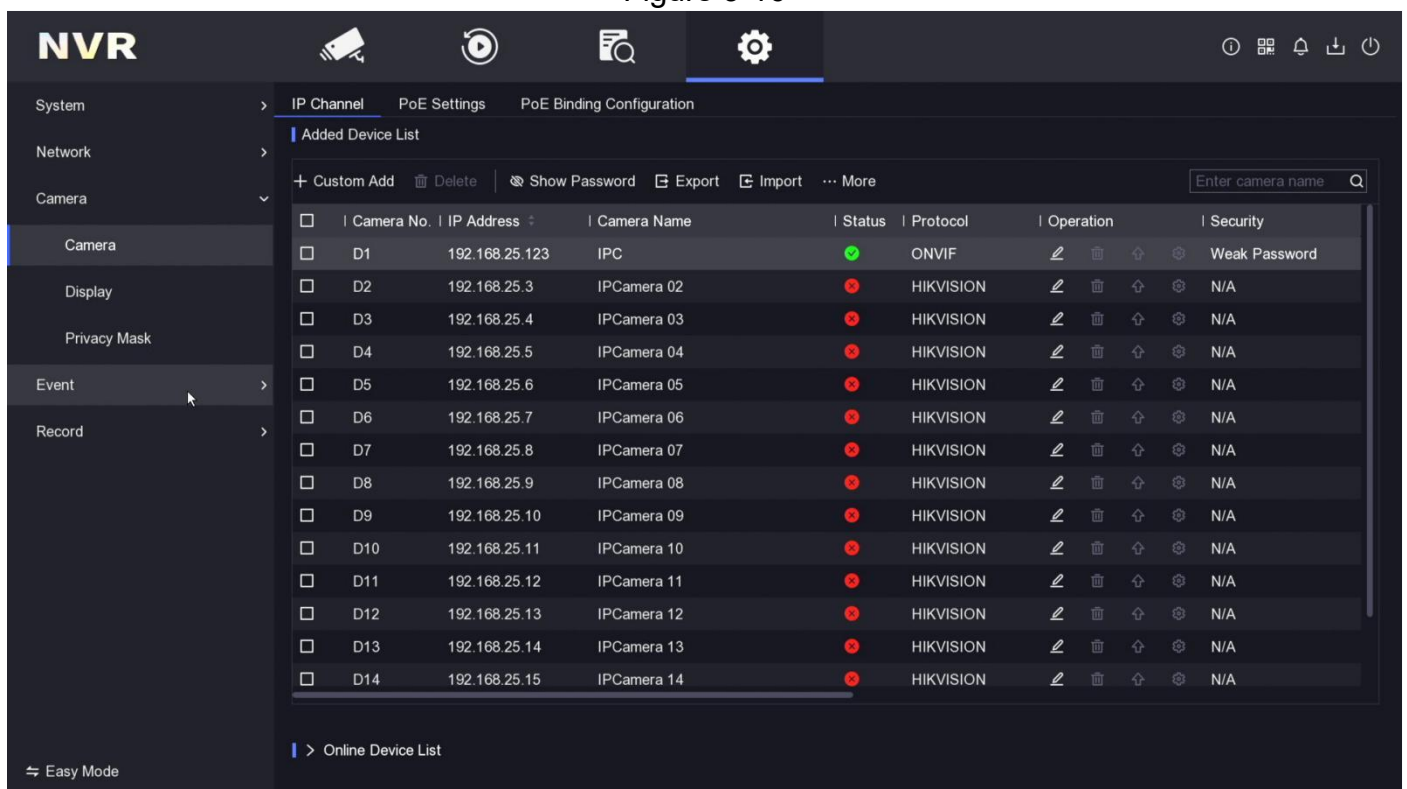 NVR
System
IP Channel PoE Settings PoE Binding Configuration
Added Device List
Network
Custom Add Delete Show Password Export Import More Enter camera name
Camera
Camera No. IP Address Camera Name Status Protocol Operation Security
Camera
D1 192.168.25.123 IPC ONVIF Weak Password
D2 192.168.25.3 IPCamera 02 HIKVISION N/A
Display
D3 192.168.25.4 IPCamera 03 HIKVISION N/A
Privacy Mask
D4 192.168.25.5 IPCamera 04 HIKVISION N/A
Event
D5 192.168.25.6 IPCamera 05 HIKVISION N/A
D6 192.168.25.7 IPCamera 06 HIKVISION N/A
Record
D7 192.168.25.8 IPCamera 07 HIKVISION N/A
D8 192.168.25.9 IPCamera 08 HIKVISION N/A
D9 192.168.25.10 IPCamera 09 HIKVISION N/A
D10 192.168.25.11 IPCamera 10 HIKVISION N/A
D11 192.168.25.12 IPCamera 11 HIKVISION N/A
D12 192.168.25.13 IPCamera 12 HIKVISION N/A
D13 192.168.25.14 IPCamera 13 HIKVISION N/A
D14 192.168.25.15 IPCamera 14 HIKVISION N/A
Online Device List
Easy Mode